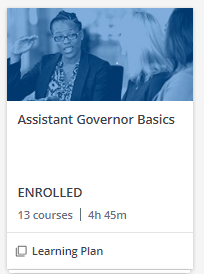 Assistant Governor Basics
ENROLLED
13 courses | 4h 45m
Learning Plan